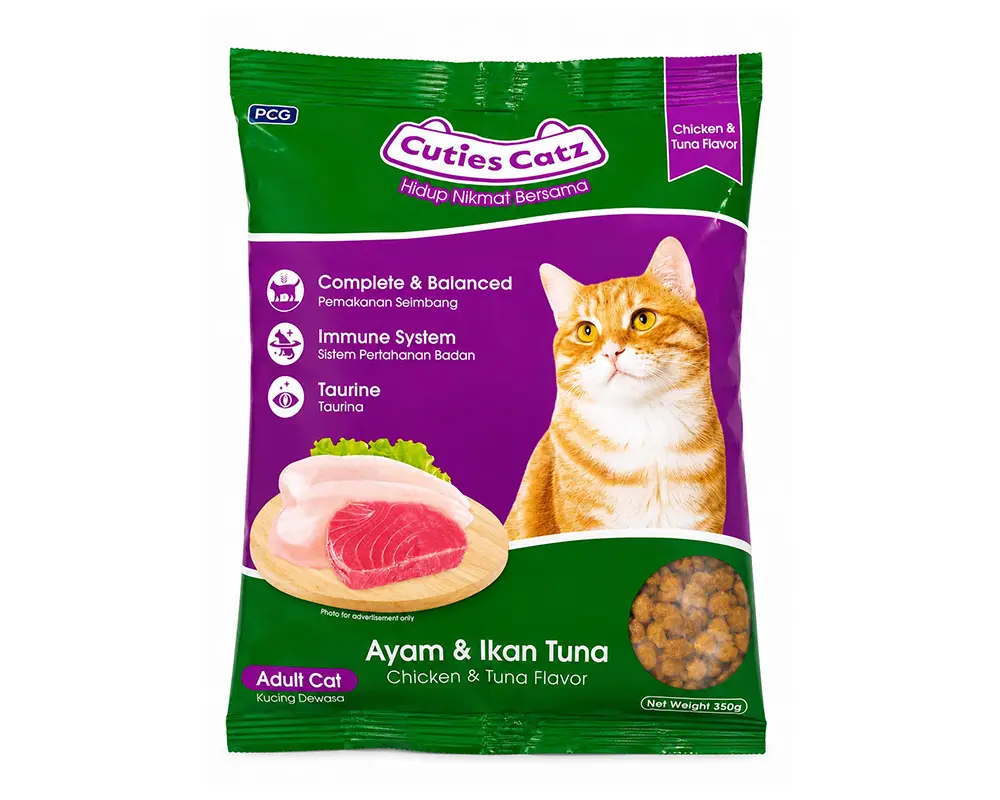 PCG
Cuties Catz
Hidup Nikmat Bersama
Chicken &
Tuna Flavor
Complete & Balanced
Pemakanan Seimbang
Immune System
Sistem Pertahanan Badan
Taurine
Taurina
Photo for advertisement only
Ayam & Ikan Tuna
Chicken & Tuna Flavor
Adult Cat
Kucing Dewasa
Net Weight 350g